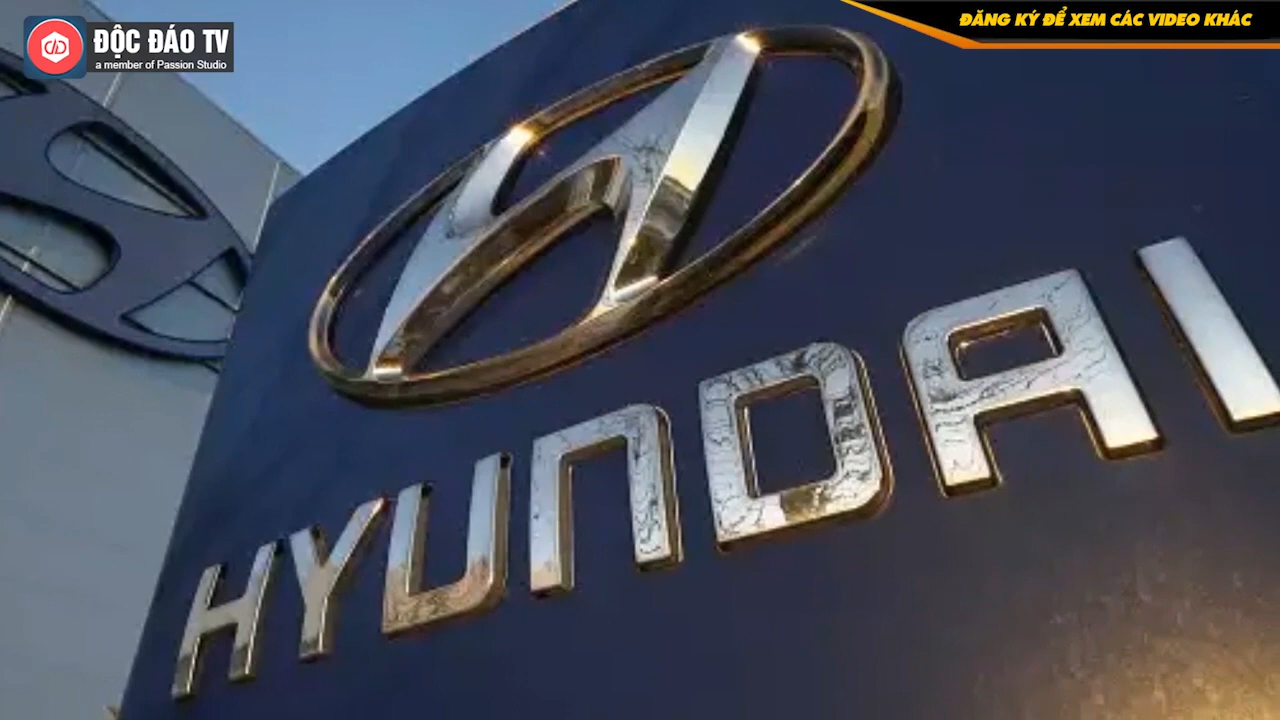 ĐỘC ĐÁO TV
a member of Passion Studio
ĐĂNG KÝ ĐỂ XEM CÁC VIDEO KHÁC
HYUNDAI